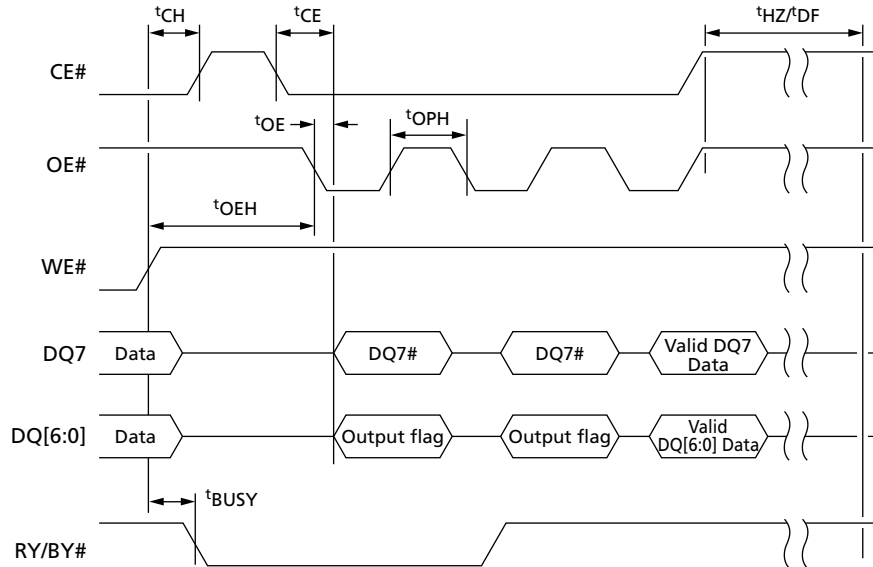 tCH
tCE
tHZ/tDF
CE#
tOE
tOPH
OE#
tOEH
WE#
DQ7
Data
DQ7#
DQ7#
Valid DQ7
Data
DQ[6:0]
Data
Output flag
Output flag
Valid
DQ[6:0] Data
tBUSY
RY/BY#